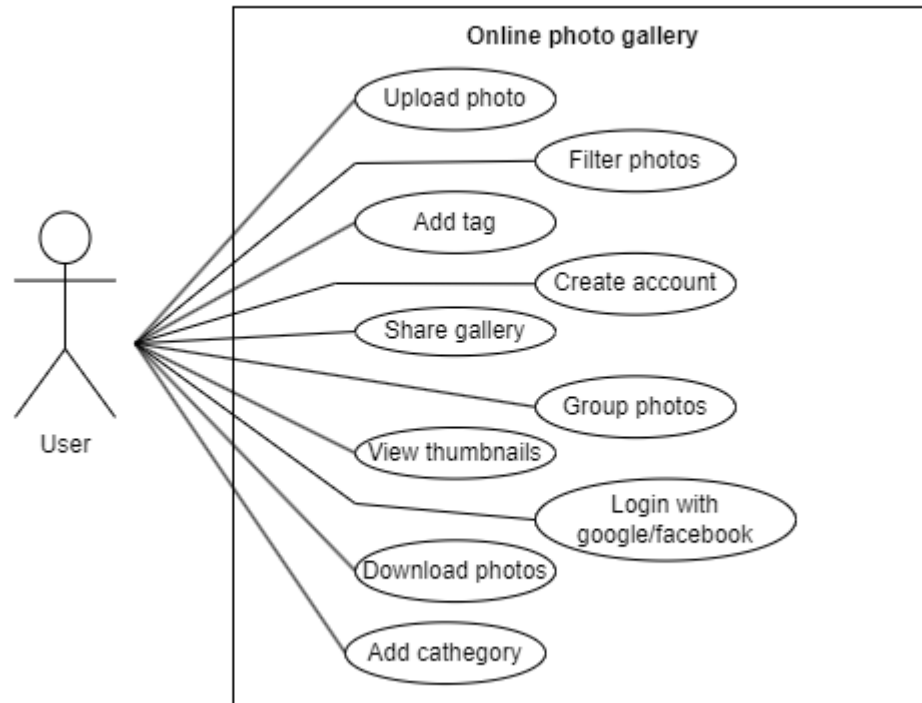 Online photo gallery
Upload photo
Filter photos
Add tag
Create account
Share gallery
Group photos
User
View thumbnails
Login with
google/facebook
Download photos
Add cathegory